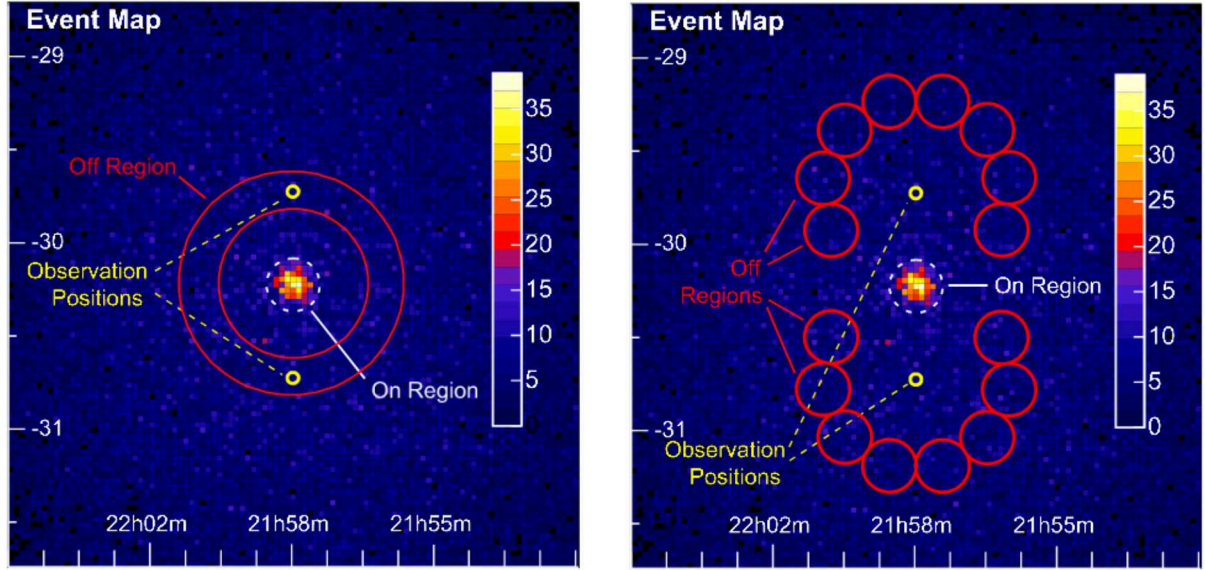 Event Map
-29
35
30
Off Region
25
-30
20
Observation
Positions
15
10
On Region
5
-31
0
22h02m
21h58m
21h55m
Event Map
-29
35
30
25
-30
20
Off
Regions
On Region
15
10
5
-31
0
Observation
Positions
22h02m
21h58m
21h55m